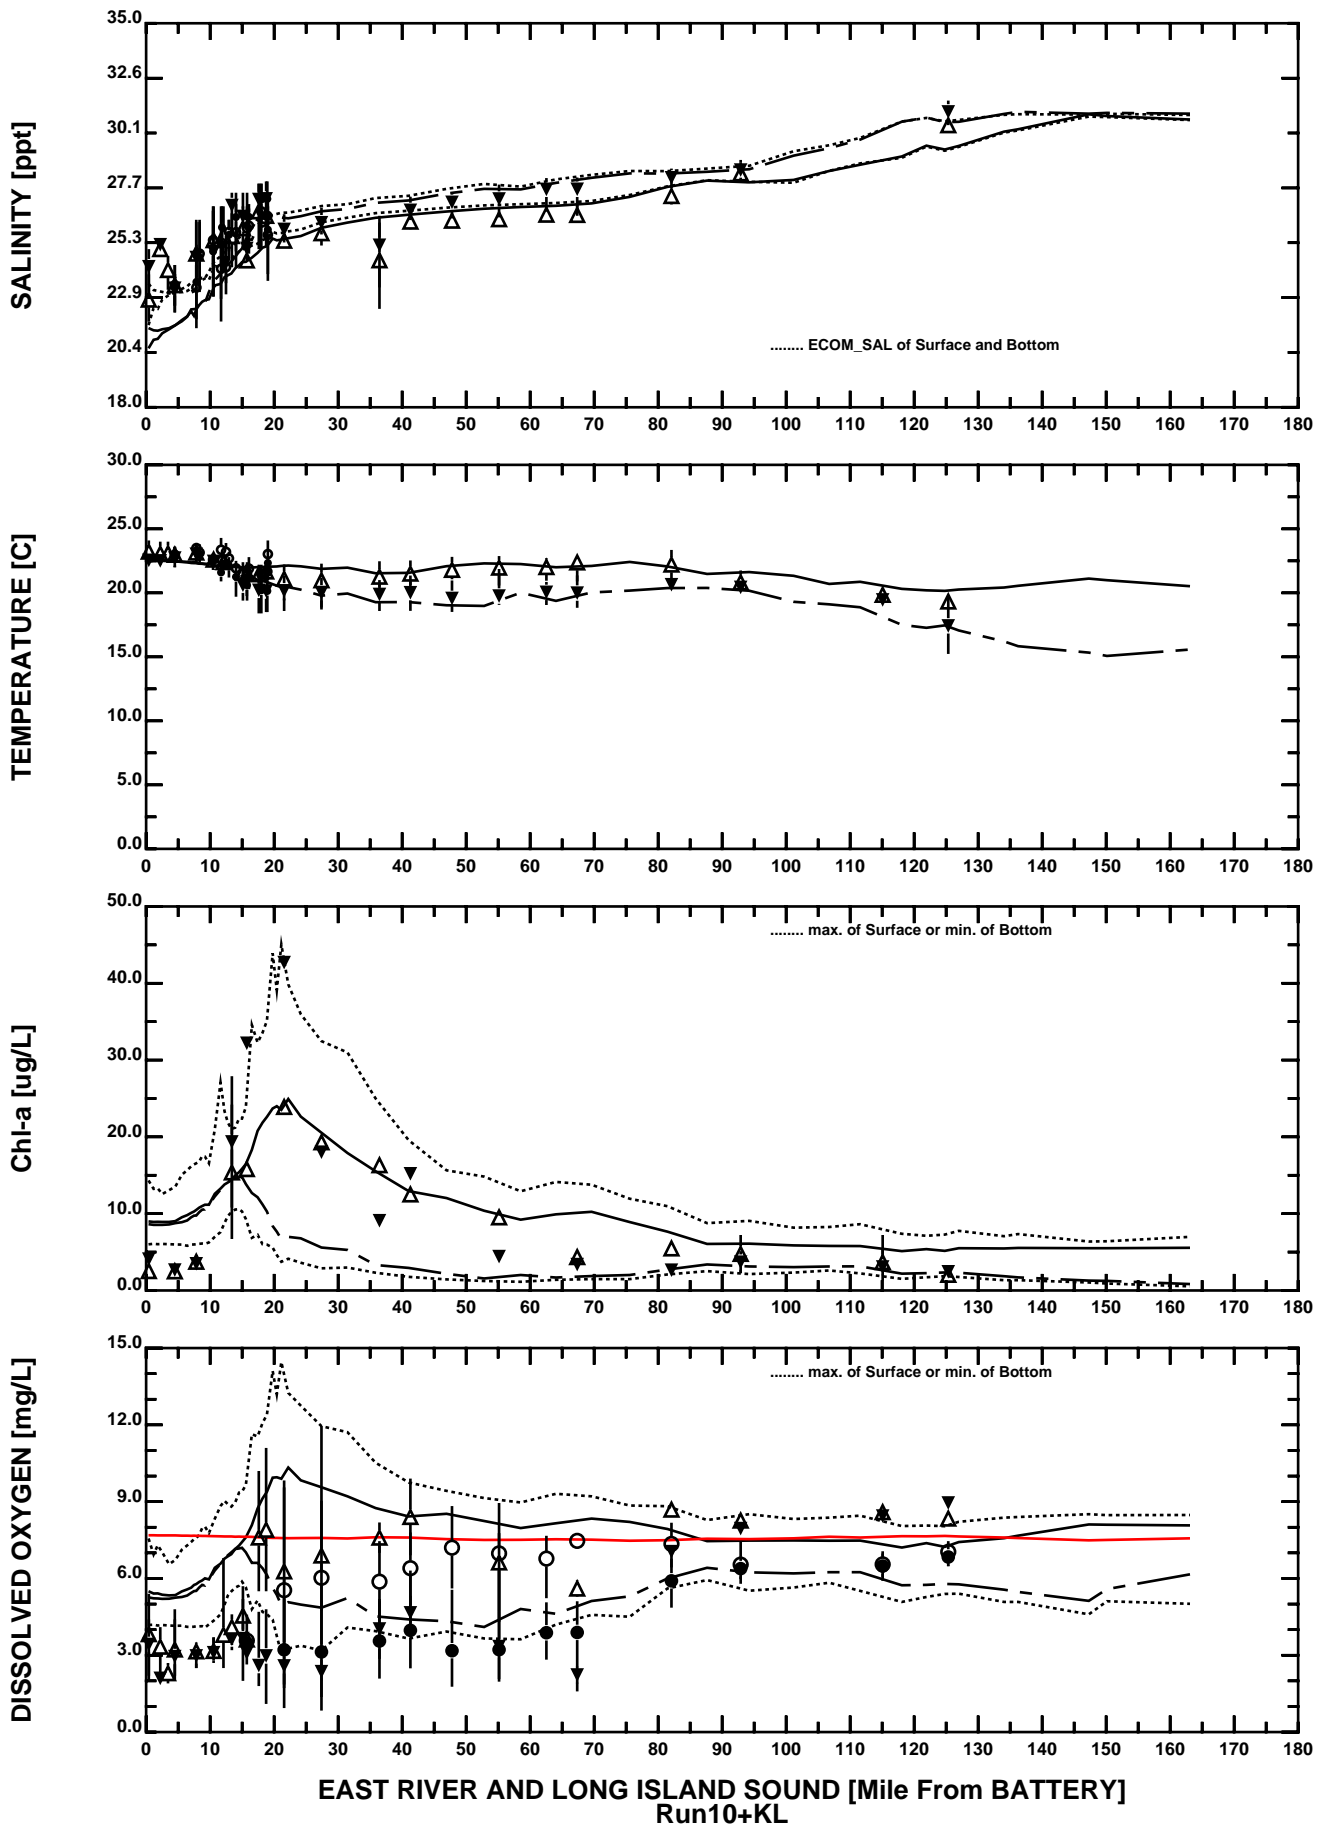 SALINITY [ppt]
35.0
32.6
30.1
27.7
25.3
22.9
20.4
18.0
........ ECOM_SAL of Surface and Bottom
0 10 20 30 40 50 60 70 80 90 100 110 120 130 140 150 160 170 180
TEMPERATURE [C]
30.0
25.0
20.0
15.0
10.0
5.0
0.0
0 10 20 30 40 50 60 70 80 90 100 110 120 130 140 150 160 170 180
Chl-a [ug/L]
50.0
40.0
30.0
20.0
10.0
0.0
........ max. of Surface or min. of Bottom
0 10 20 30 40 50 60 70 80 90 100 110 120 130 140 150 160 170 180
DISSOLVED OXYGEN [mg/L]
15.0
12.0
9.0
6.0
3.0
0.0
........ max. of Surface or min. of Bottom
0 10 20 30 40 50 60 70 80 90 100 110 120 130 140 150 160 170 180
EAST RIVER AND LONG ISLAND SOUND [Mile From BATTERY]
Run10+KL